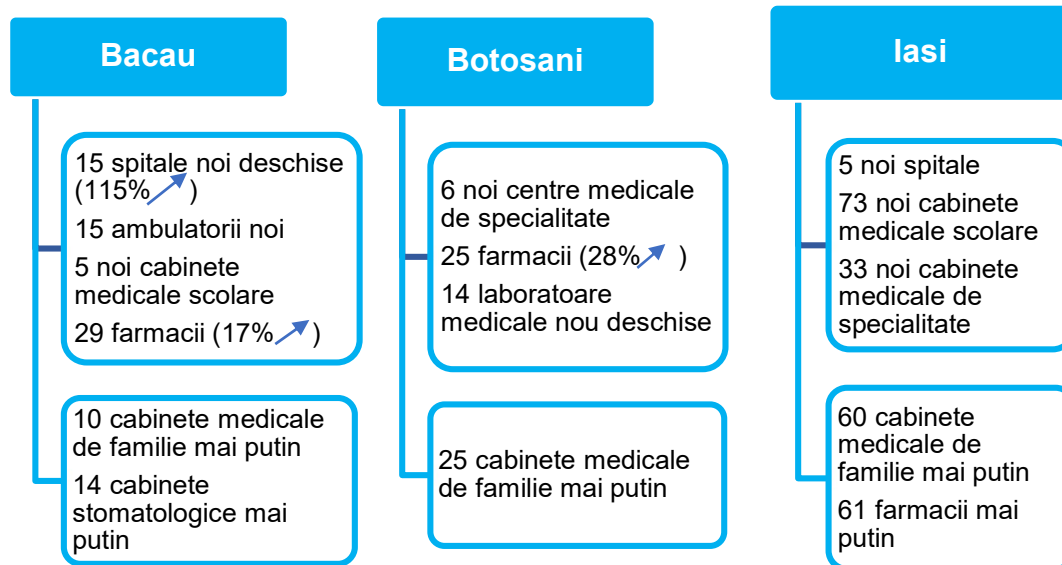 Bacau
15 spitale noi deschise
(115% )
15 ambulatorii noi
5 noi cabinete
medicale scolare
29 farmacii (17% )
10 cabinete medicale
de familie mai putin
14 cabinete
stomatologice mai
putin
Botosani
6 noi centre medicale
de specialitate
25 farmacii (28% )
14 laboratoare
medicale nou deschise
25 cabinete medicale
de familie mai putin
Iasi
5 noi spitale
73 noi cabinete
medicale scolare
33 noi cabinete
medicale de
specialitate
60 cabinete
medicale de
familie mai putin
61 farmacii mai
putin